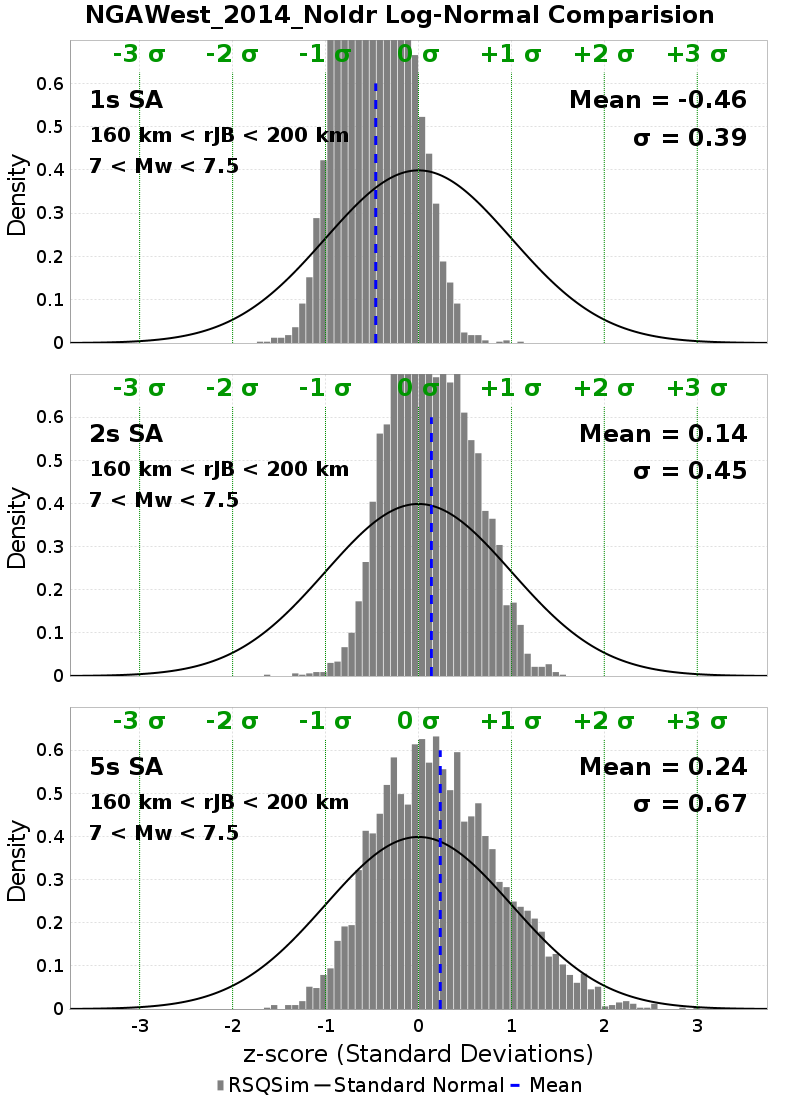 NGAWest_2014_NoIdr Log-Normal Comparision
-3 σ -2 σ -1 σ 0 σ +1 σ +2 σ +3 σ
0.6
1s SA Mean = -0.46
0.5
160 km < rJB < 200 km σ = 0.39
7 < Mw < 7.5
0.4
0.3
0.2
0.1
0
Density
-3 σ -2 σ -1 σ 0 σ +1 σ +2 σ +3 σ
0.6
2s SA Mean = 0.14
0.5
160 km < rJB < 200 km σ = 0.45
7 < Mw < 7.5
0.4
0.3
0.2
0.1
0
Density
-3 σ -2 σ -1 σ 0 σ +1 σ +2 σ +3 σ
0.6
5s SA Mean = 0.24
0.5
160 km < rJB < 200 km σ = 0.67
7 < Mw < 7.5
0.4
0.3
0.2
0.1
0
Density
-3 -2 -1 0 1 2 3
z-score (Standard Deviations)
RSQSim Standard Normal Mean